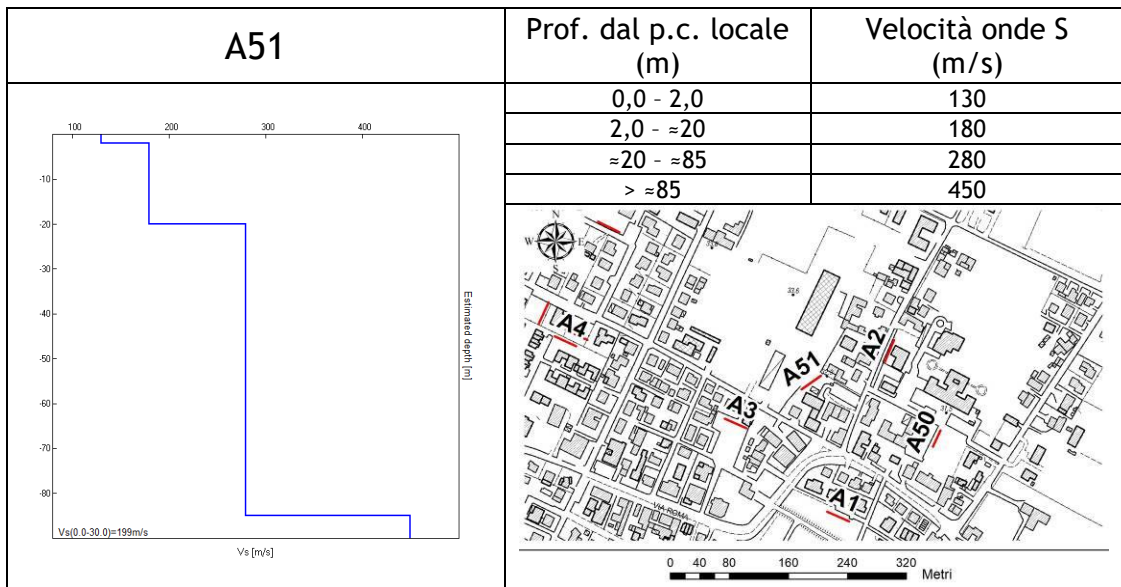 A51
Prof. dal p.c. locale
(m)
Velocità onde S
(m/s)
0,0 – 2,0 130
2,0 – ≈20 180
≈20 – ≈85 280
> ≈85 450
100 200 300 400
-10
-20
-30
-40
-50
-60
-70
-80
Estimated depth [m]
Vs(0.0-30.0)=199m/s
Vs [m/s]
N
W E
S
33,6
A4
A51
A2
A3
A50
A1
VIA ROMA
0 40 80 160 240 320
Metri